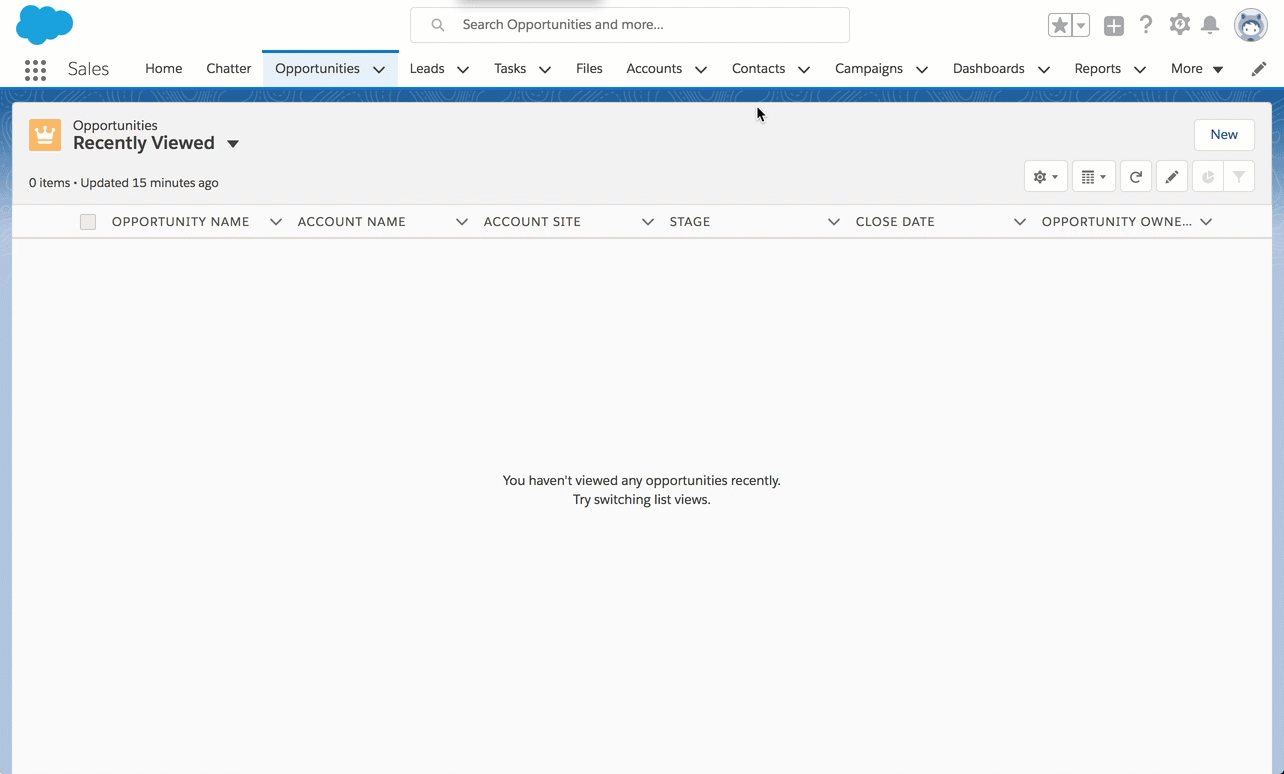 Search Opportunities and more...
Sales Home Chatter Opportunities Leads Tasks Files Accounts Contacts Campaigns Dashboards Reports More
Opportunities
Recently Viewed
New
0 items • Updated 15 minutes ago
OPPORTUNITY NAME ACCOUNT NAME ACCOUNT SITE STAGE CLOSE DATE OPPORTUNITY OWNE...
You haven't viewed any opportunities recently.
Try switching list views.